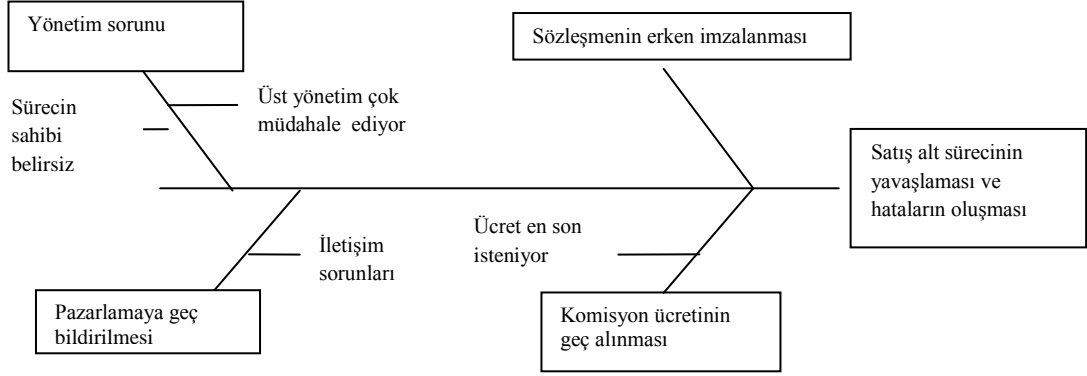 Yönetim sorunu
Sözleşmenin erken imzalanması
Sürecin
sahibi
belirsiz
Üst yönetim çok
müdahale ediyor
Satış alt sürecinin
yavaşlaması ve
hataların oluşması
İletişim
sorunları
Ücret en son
isteniyor
Pazarlamaya geç
bildirilmesi
Komisyon ücretinin
geç alınması